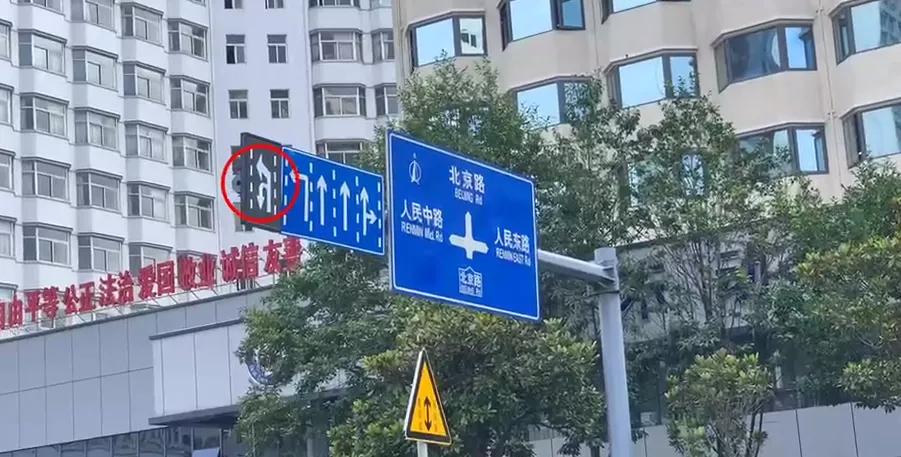 北京路
BEIJING Rd
人民中路
RENMIN Mid. Rd
人民东路
RENMIN EAST Rd
北京路
BEIJING Rd
由平等公正法治爱国敬业诚信友善